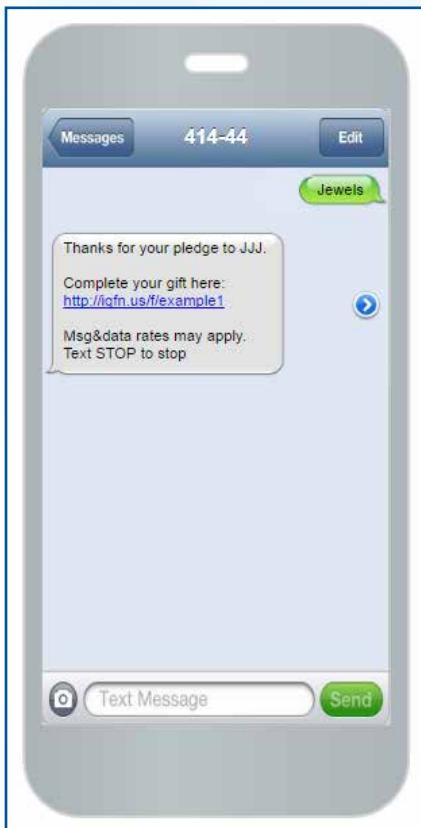 Messages
414-44
Edit
Jewels
Thanks for your pledge to JJJ.
Complete your gift here:
http://igfn.us/f/example1
Msg&data rates may apply.
Text STOP to stop
Text Message
Send